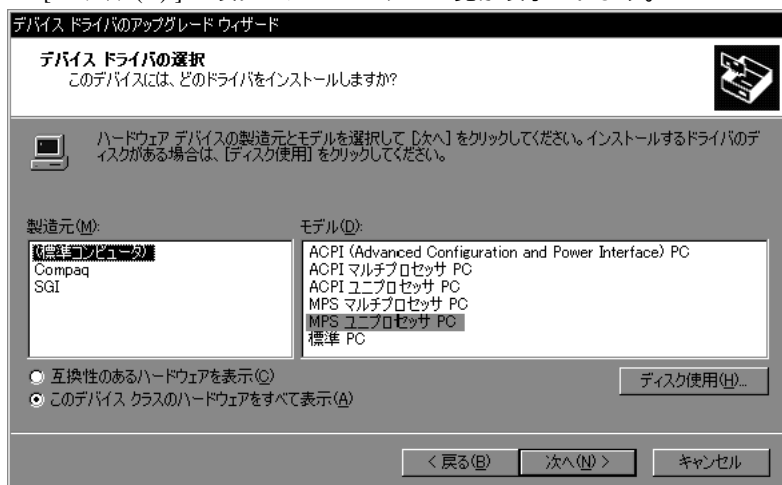 デバイス ドライバのアップグレード ウィザード
デバイス ドライバの選択
このデバイスには、どのドライバをインストールしますか?
ハードウェア デバイスの製造元とモデルを選択して [次へ] をクリックしてください。インストールするドライバのデ
ィスクがある場合は、[ディスク使用] をクリックしてください。
製造元(M):
(標準コンピュータ)
Compaq
SGI
モデル(D):
ACPI (Advanced Configuration and Power Interface) PC
ACPI マルチプロセッサ PC
ACPI ユニプロセッサ PC
MPS マルチプロセッサ PC
MPS ユニプロセッサ PC
標準 PC
互換性のあるハードウェアを表示(C)
このデバイス クラスのハードウェアをすべて表示(A)
ディスク使用(H)...
< 戻る(B)
次へ(N) >
キャンセル